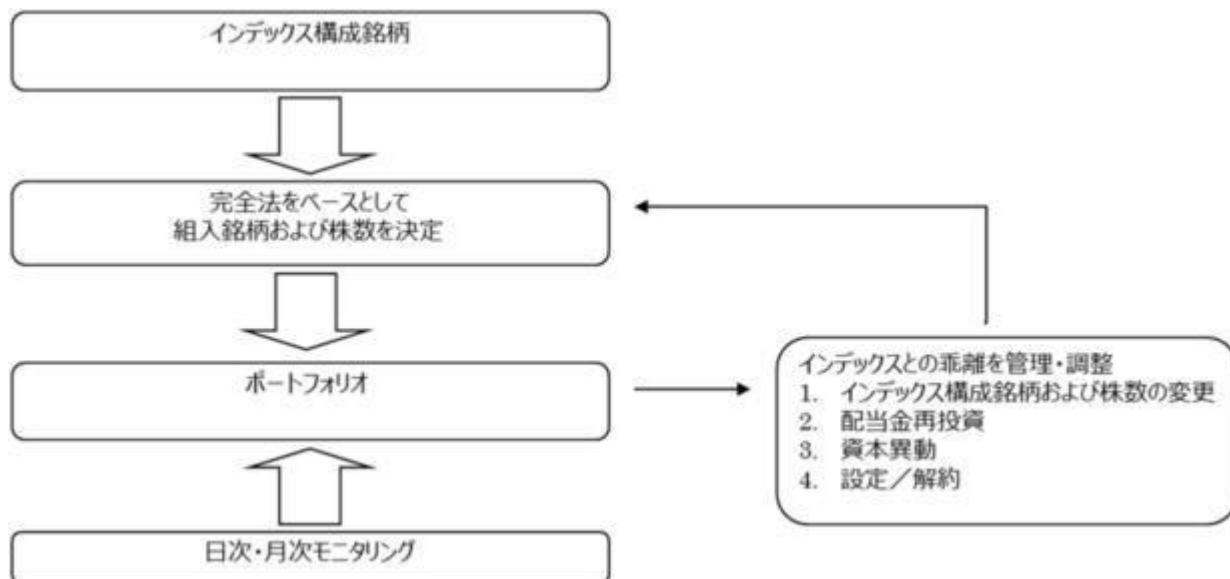 インデックス構成銘柄
完全法をベースとして
組入銘柄および株数を決定
ポートフォリオ
インデックスとの乖離を管理・調整
1. インデックス構成銘柄および株数の変更
2. 配当金再投資
3. 資本異動
4. 設定／解約
日次・月次モニタリング